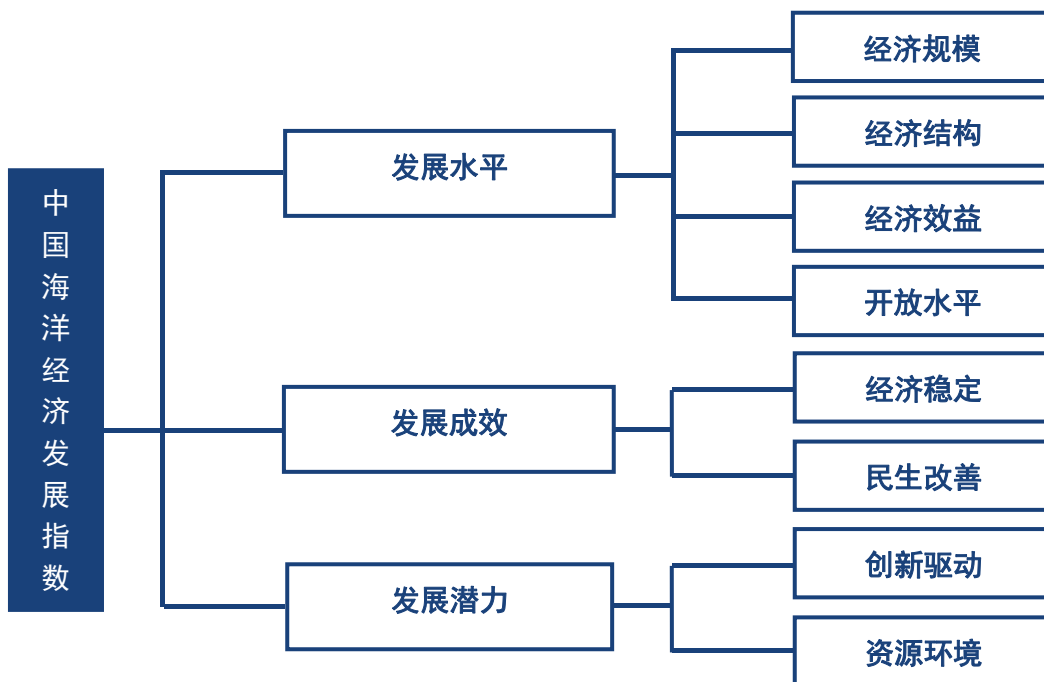 中国海洋经济发展指数
发展水平
经济规模
经济结构
经济效益
开放水平
发展成效
经济稳定
民生改善
发展潜力
创新驱动
资源环境